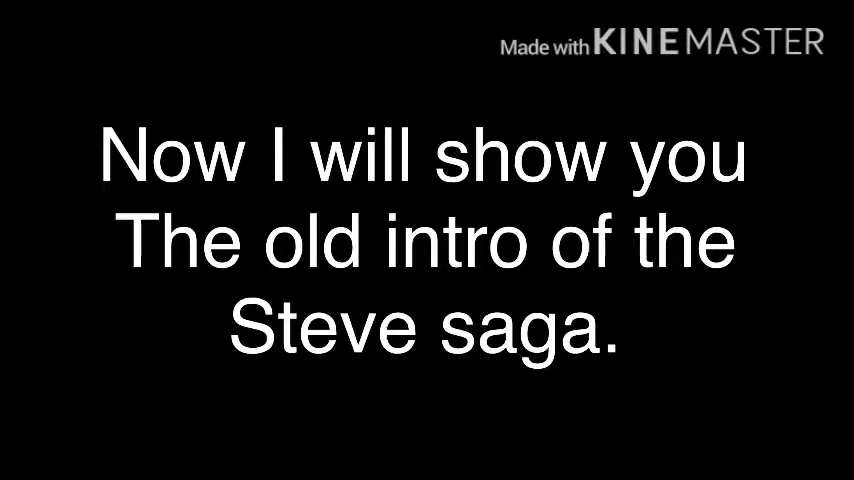 Made with KINEMASTER
Now I will show you
The old intro of the
Steve saga.